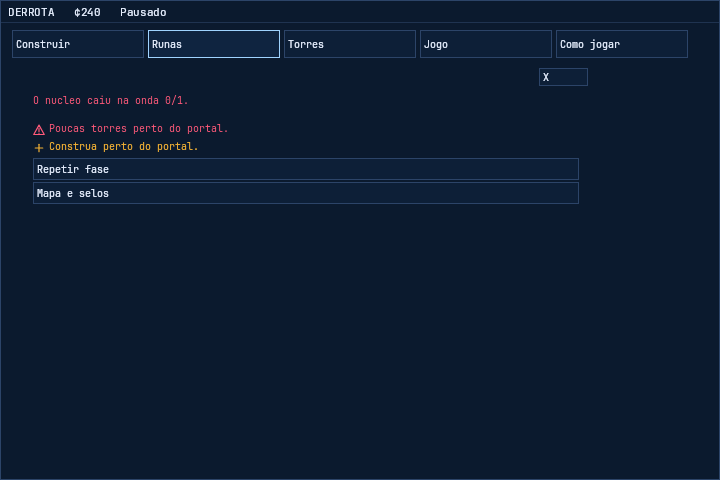 DERROTA ¢240 Pausado
Construir Runas Torres Jogo Como jogar
X
O nucleo caiu na onda 0/1.
Poucas torres perto do portal.
Construa perto do portal.
Repetir fase
Mapa e selos